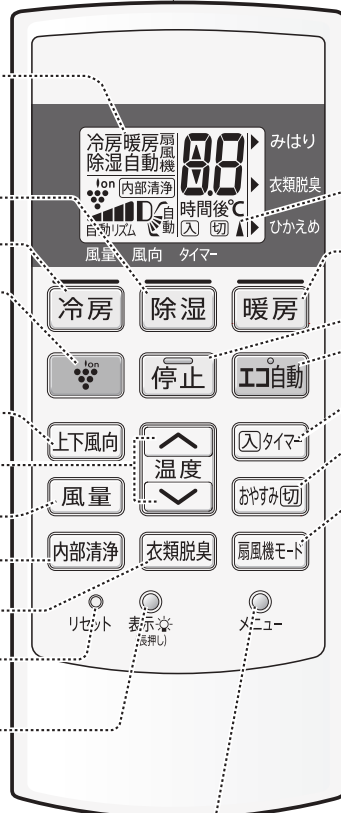 冷房暖房扇風機
除湿自動
8.8
みはり
ion 内部清浄
衣類脱臭
自動
時間後℃
自動リズム
入 切
ひかえめ
風量 風向 タイマー
冷房 除湿 暖房
ion 停止 エコ自動
上下風向 温度 入タイマー
風量 おやすみ切
内部清浄 衣類脱臭 扇風機モード
リセット 表示 メニュー
(長押し)